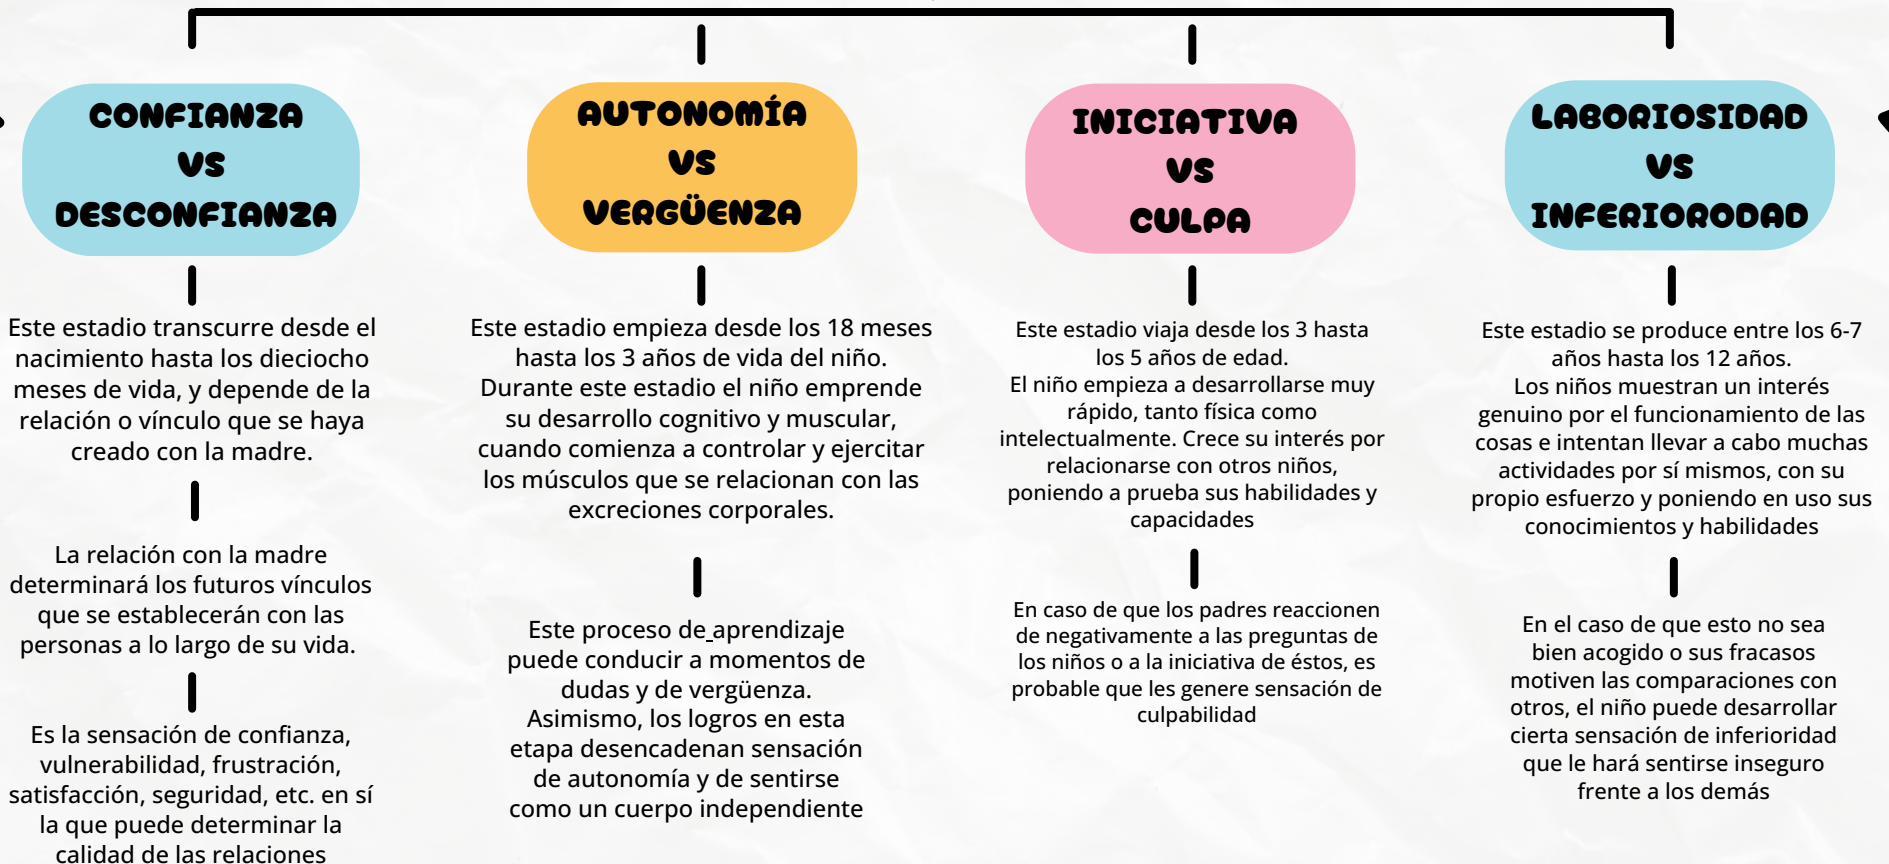 CONFIANZA
VS
DESCONFIANZA
Este estadio transcurre desde el
nacimiento hasta los dieciocho
meses de vida, y depende de la
relación o vínculo que se haya
creado con la madre.
La relación con la madre
determinará los futuros vínculos
que se establecerán con las
personas a lo largo de su vida.
Es la sensación de confianza,
vulnerabilidad, frustración,
satisfacción, seguridad, etc. en sí
la que puede determinar la
calidad de las relaciones
AUTONOMÍA
VS
VERGÜENZA
Este estadio empieza desde los 18 meses
hasta los 3 años de vida del niño.
Durante este estadio el niño emprende
su desarrollo cognitivo y muscular,
cuando comienza a controlar y ejercitar
los músculos que se relacionan con las
excreciones corporales.
Este proceso de aprendizaje
puede conducir a momentos de
dudas y de vergüenza.
Asimismo, los logros en esta
etapa desencadenan sensación
de autonomía y de sentirse
como un cuerpo independiente
INICIATIVA
VS
CULPA
Este estadio viaja desde los 3 hasta
los 5 años de edad.
El niño empieza a desarrollarse muy
rápido, tanto física como
intelectualmente. Crece su interés por
relacionarse con otros niños,
poniendo a prueba sus habilidades y
capacidades
En caso de que los padres reaccionen
de negativamente a las preguntas de
los niños o a la iniciativa de éstos, es
probable que les genere sensación de
culpabilidad
LABORIOSIDAD
VS
INFERIORODAD
Este estadio se produce entre los 6-7
años hasta los 12 años.
Los niños muestran un interés
genuino por el funcionamiento de las
cosas e intentan llevar a cabo muchas
actividades por sí mismos, con su
propio esfuerzo y poniendo en uso sus
conocimientos y habilidades
En el caso de que esto no sea
bien acogido o sus fracasos
motiven las comparaciones con
otros, el niño puede desarrollar
cierta sensación de inferioridad
que le hará sentirse inseguro
frente a los demás